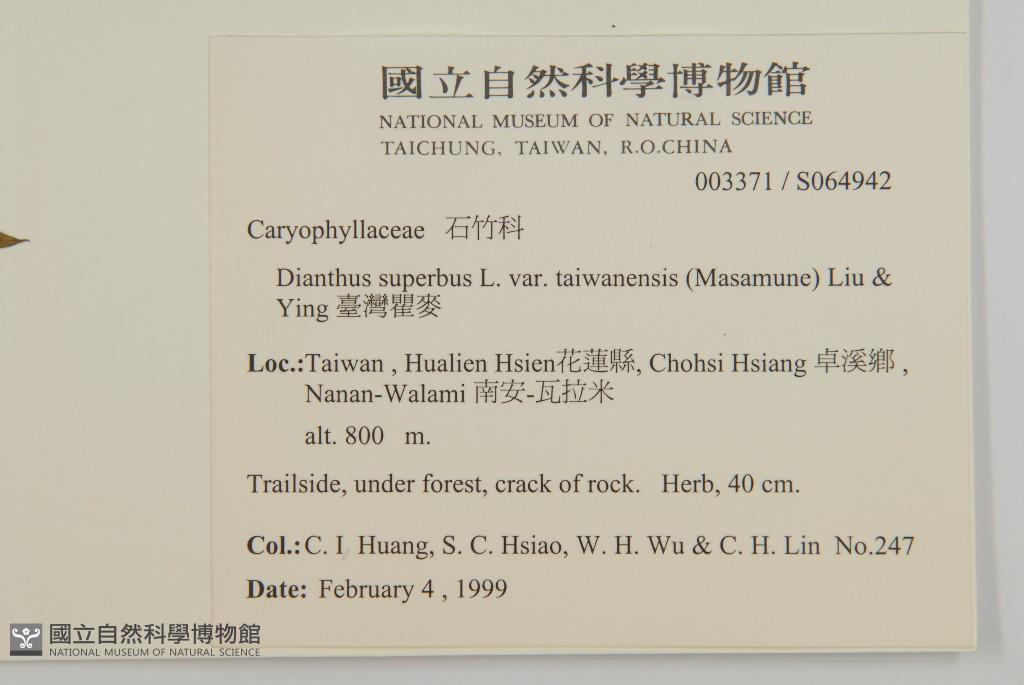 國立自然科學博物館
NATIONAL MUSEUM OF NATURAL SCIENCE
TAICHUNG, TAIWAN, R.O.CHINA
003371 / S064942
Caryophyllaceae 石竹科
Dianthus superbus L. var. taiwanensis (Masamune) Liu &
Ying 臺灣瞿麥
Loc.:Taiwan , Hualien Hsien花蓮縣, Chohsi Hsiang 卓溪鄉 ,
Nanan-Walami 南安-瓦拉米
alt. 800 m.
Trailside, under forest, crack of rock. Herb, 40 cm.
Col.: C. I. Huang, S. C. Hsiao, W. H. Wu & C. H. Lin No.247
Date: February 4 , 1999
國立自然科學博物館
NATIONAL MUSEUM OF NATURAL SCIENCE